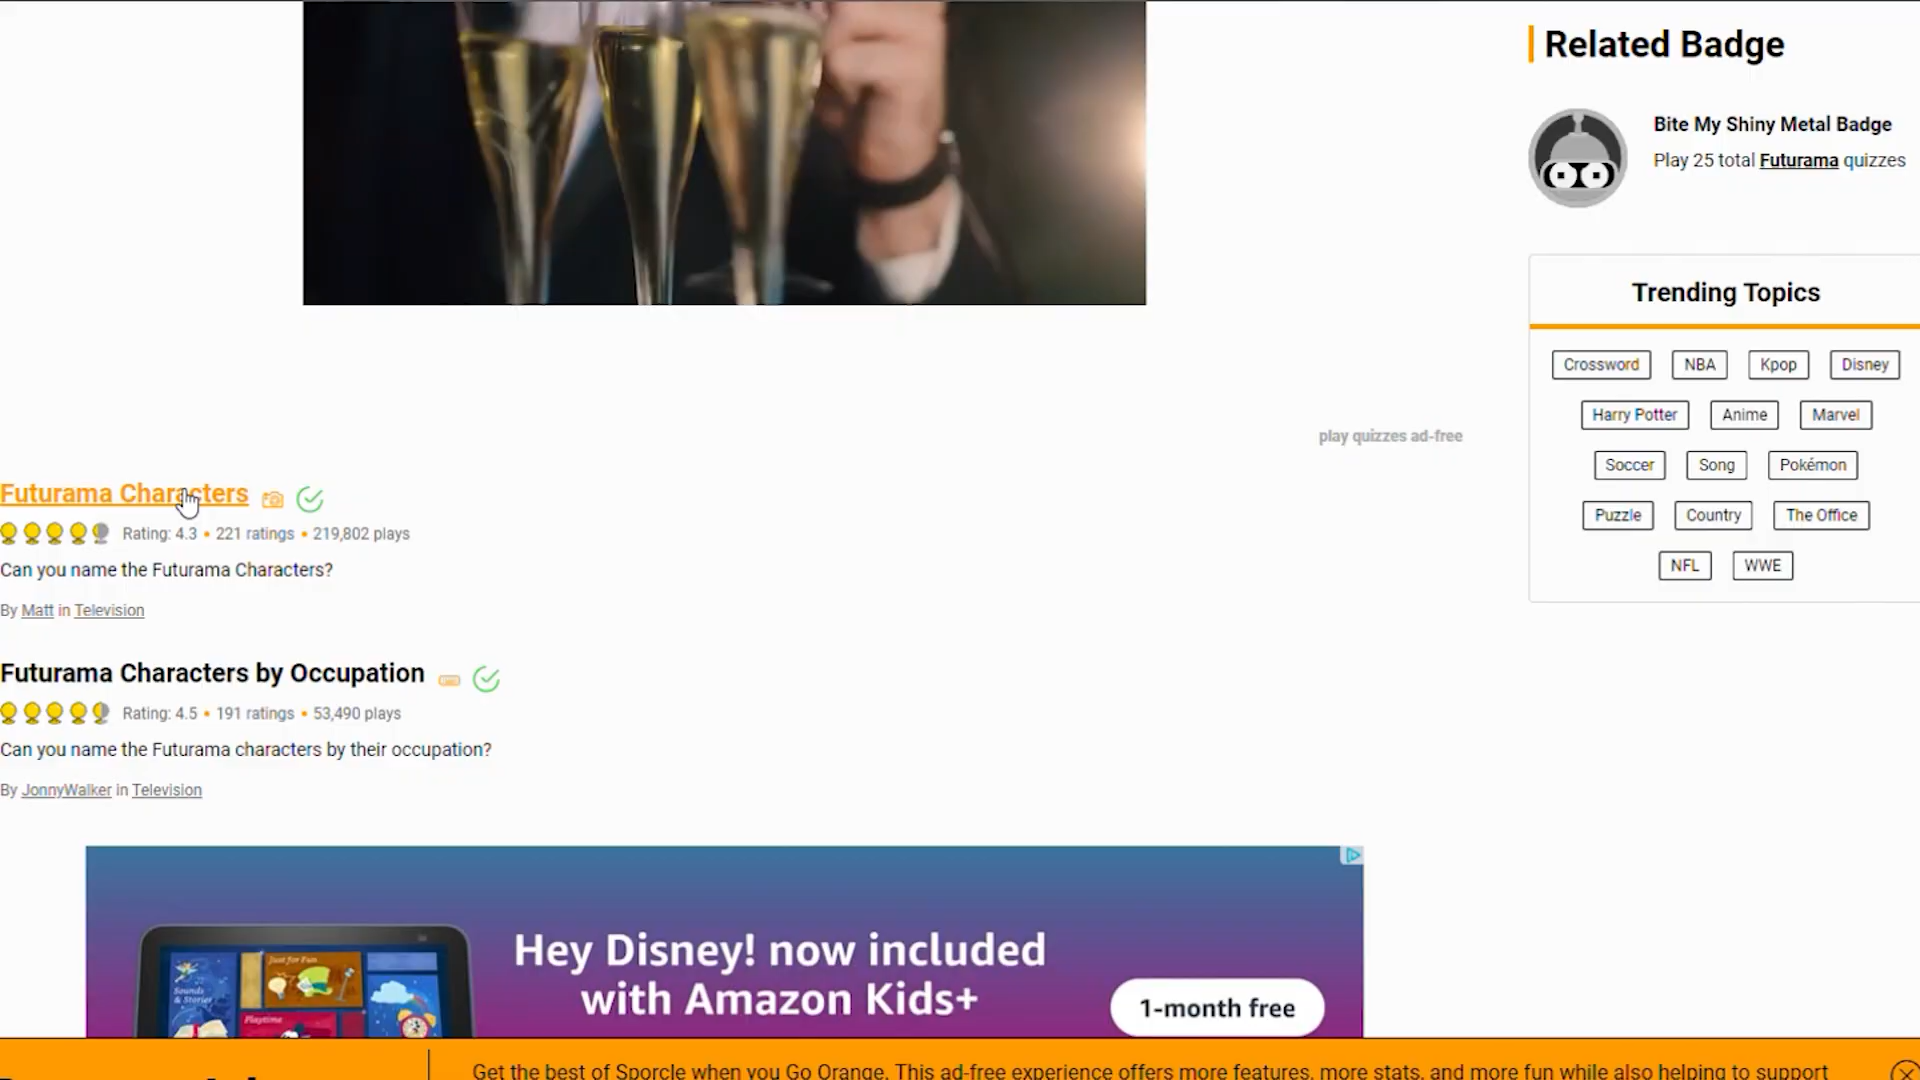 Related Badge
Bite My Shiny Metal Badge
Play 25 total Futurama quizzes
Trending Topics
Crossword NBA Kpop Disney
Harry Potter Anime Marvel
Soccer Song Pokémon
Puzzle Country The Office
NFL WWE
play quizzes ad-free
Futurama Characters
Rating: 4.3 • 221 ratings • 219,802 plays
Can you name the Futurama Characters?
By Matt in Television
Futurama Characters by Occupation
Rating: 4.5 • 191 ratings • 53,490 plays
Can you name the Futurama characters by their occupation?
By JonnyWalker in Television
Hey Disney! now included
with Amazon Kids+
1-month free
Just for Fun
Sounds
& Stories
Playtime
Get the best of Sporcle when you Go Orange. This ad-free experience offers more features, more stats, and more fun while also helping to support